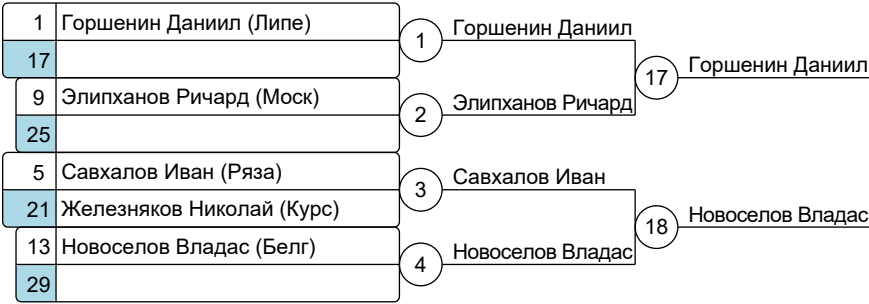 1 Горшенин Даниил (Липе)
17
9 Элипханов Ричард (Моск)
25
5 Савхалов Иван (Ряза)
21 Железняков Николай (Курс)
13 Новоселов Владас (Белг)
29
1 Горшенин Даниил
2 Элипханов Ричард
3 Савхалов Иван
4 Новоселов Владас
17 Горшенин Даниил
18 Новоселов Владас